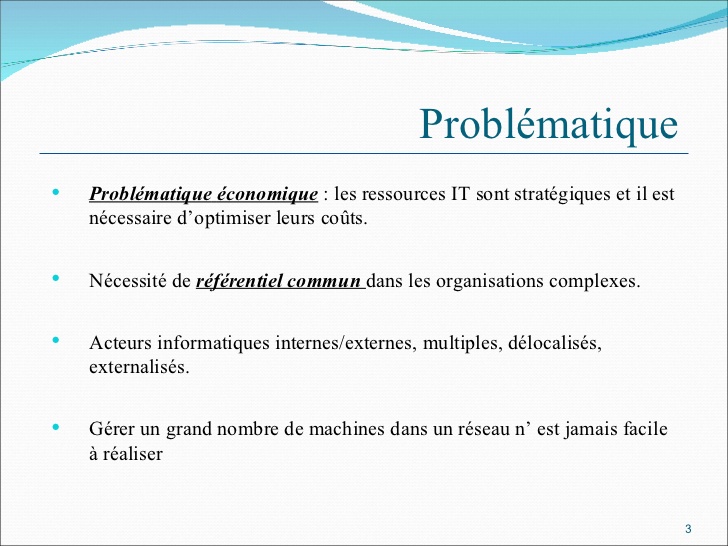 Problématique
• Problématique économique : les ressources IT sont stratégiques et il est
nécessaire d’optimiser leurs coûts.
• Nécessité de référentiel commun dans les organisations complexes.
• Acteurs informatiques internes/externes, multiples, délocalisés,
externalisés.
• Gérer un grand nombre de machines dans un réseau n’ est jamais facile
à réaliser
3